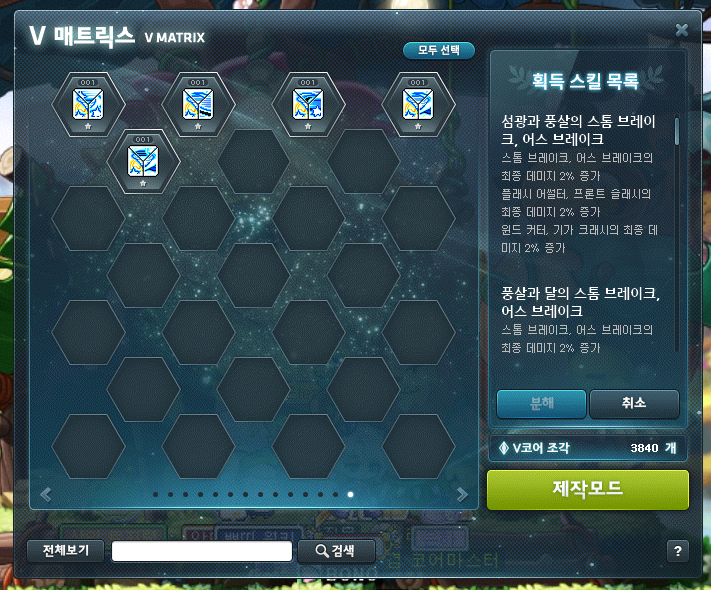 V 매트릭스 V MATRIX
모두 선택
001
001
001
001
001
획득 스킬 목록
섬광과 풍살의 스톰 브레이
크, 어스 브레이크
스톰 브레이크, 어스 브레이크의
최종 데미지 2% 증가
플래시 어썰터, 프론트 슬래시의
최종 데미지 2% 증가
윈드 커터, 기가 크래시의 최종 데
미지 2% 증가
풍살과 달의 스톰 브레이크,
어스 브레이크
스톰 브레이크, 어스 브레이크의
최종 데미지 2% 증가
분해
취소
V코어 조각 3840 개
제작모드
전체보기
검색
?
코어마스터